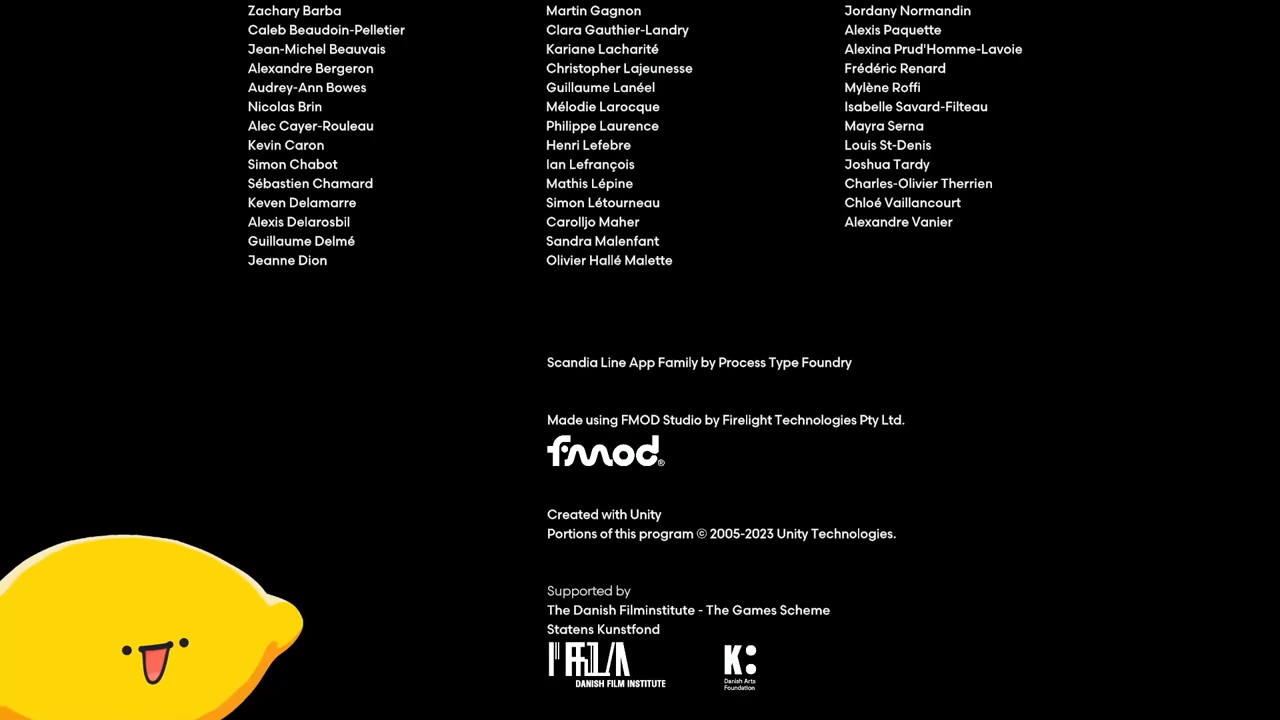 Zachary Barba
Caleb Beaudoin-Pelletier
Jean-Michel Beauvais
Alexandre Bergeron
Audrey-Ann Bowes
Nicolas Brin
Alec Cayer-Rouleau
Kevin Caron
Simon Chabot
Sébastien Chamard
Keven Delamarre
Alexis Delarosbil
Guillaume Delmé
Jeanne Dion
Martin Gagnon
Clara Gauthier-Landry
Kariane Lacharité
Christopher Lajeunesse
Guillaume Lanéel
Mélodie Larocque
Philippe Laurence
Henri Lefebre
Ian Lefrançois
Mathis Lépine
Simon Létourneau
Carolljo Maher
Sandra Malenfant
Olivier Hallé Malette
Jordany Normandin
Alexis Paquette
Alexina Prud'Homme-Lavoie
Frédéric Renard
Mylène Roffi
Isabelle Savard-Filteau
Mayra Serna
Louis St-Denis
Joshua Tardy
Charles-Olivier Therrien
Chloé Vaillancourt
Alexandre Vanier
Scandia Line App Family by Process Type Foundry
Made using FMOD Studio by Firelight Technologies Pty Ltd.
fmod®
Created with Unity
Portions of this program © 2005-2023 Unity Technologies.
Supported by
The Danish Filminstitute - The Games Scheme
Statens Kunstfond
DANISH FILM INSTITUTE
K:
Danish Arts
Foundation